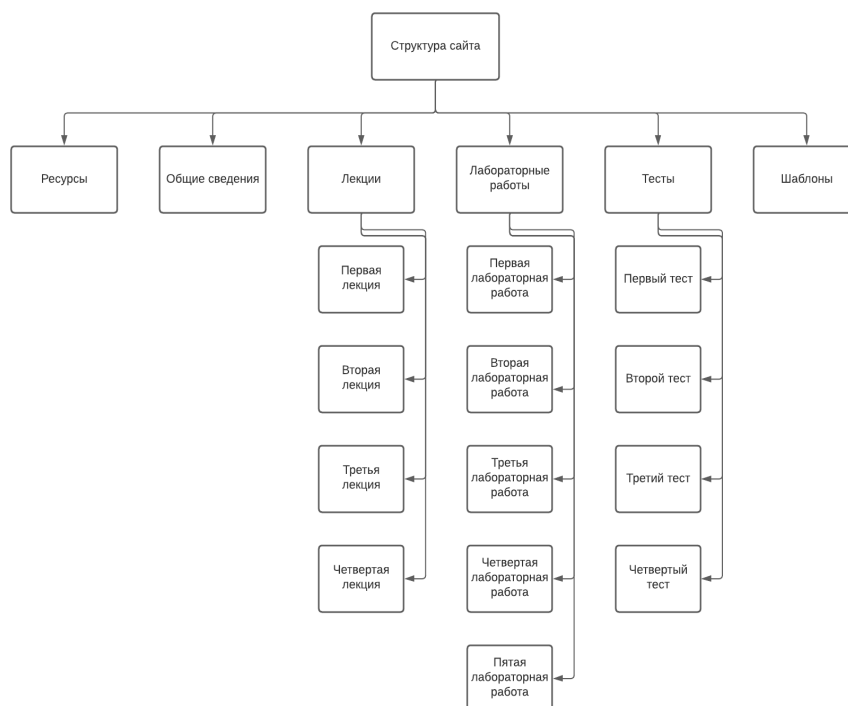 Структура сайта
Ресурсы
Общие сведения
Лекции
Лабораторные
работы
Тесты
Шаблоны
Первая
лекция
Первая
лабораторная
работа
Первый тест
Вторая
лекция
Вторая
лабораторная
работа
Второй тест
Третья
лекция
Третья
лабораторная
работа
Третий тест
Четвертая
лекция
Четвертая
лабораторная
работа
Четвертый
тест
Пятая
лабораторная
работа